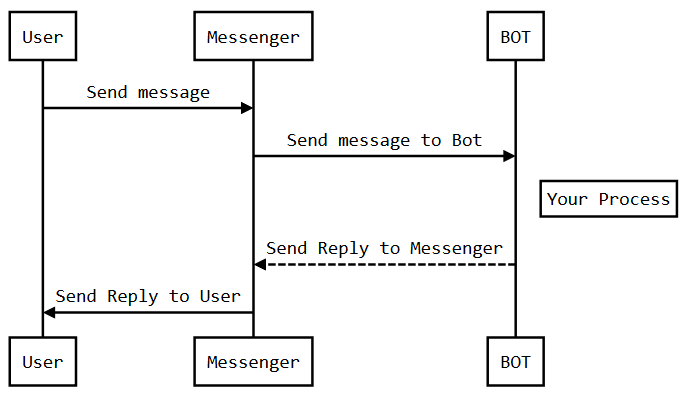 User
Messenger
BOT
Send message
Send message to Bot
Your Process
Send Reply to Messenger
Send Reply to User
User
Messenger
BOT